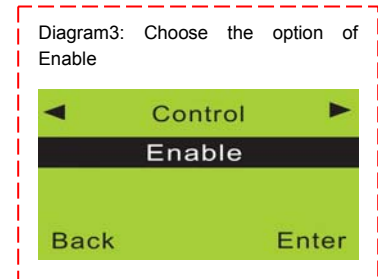 Diagram3: Choose the option of
Enable
◄ Control ►
Enable
Back Enter